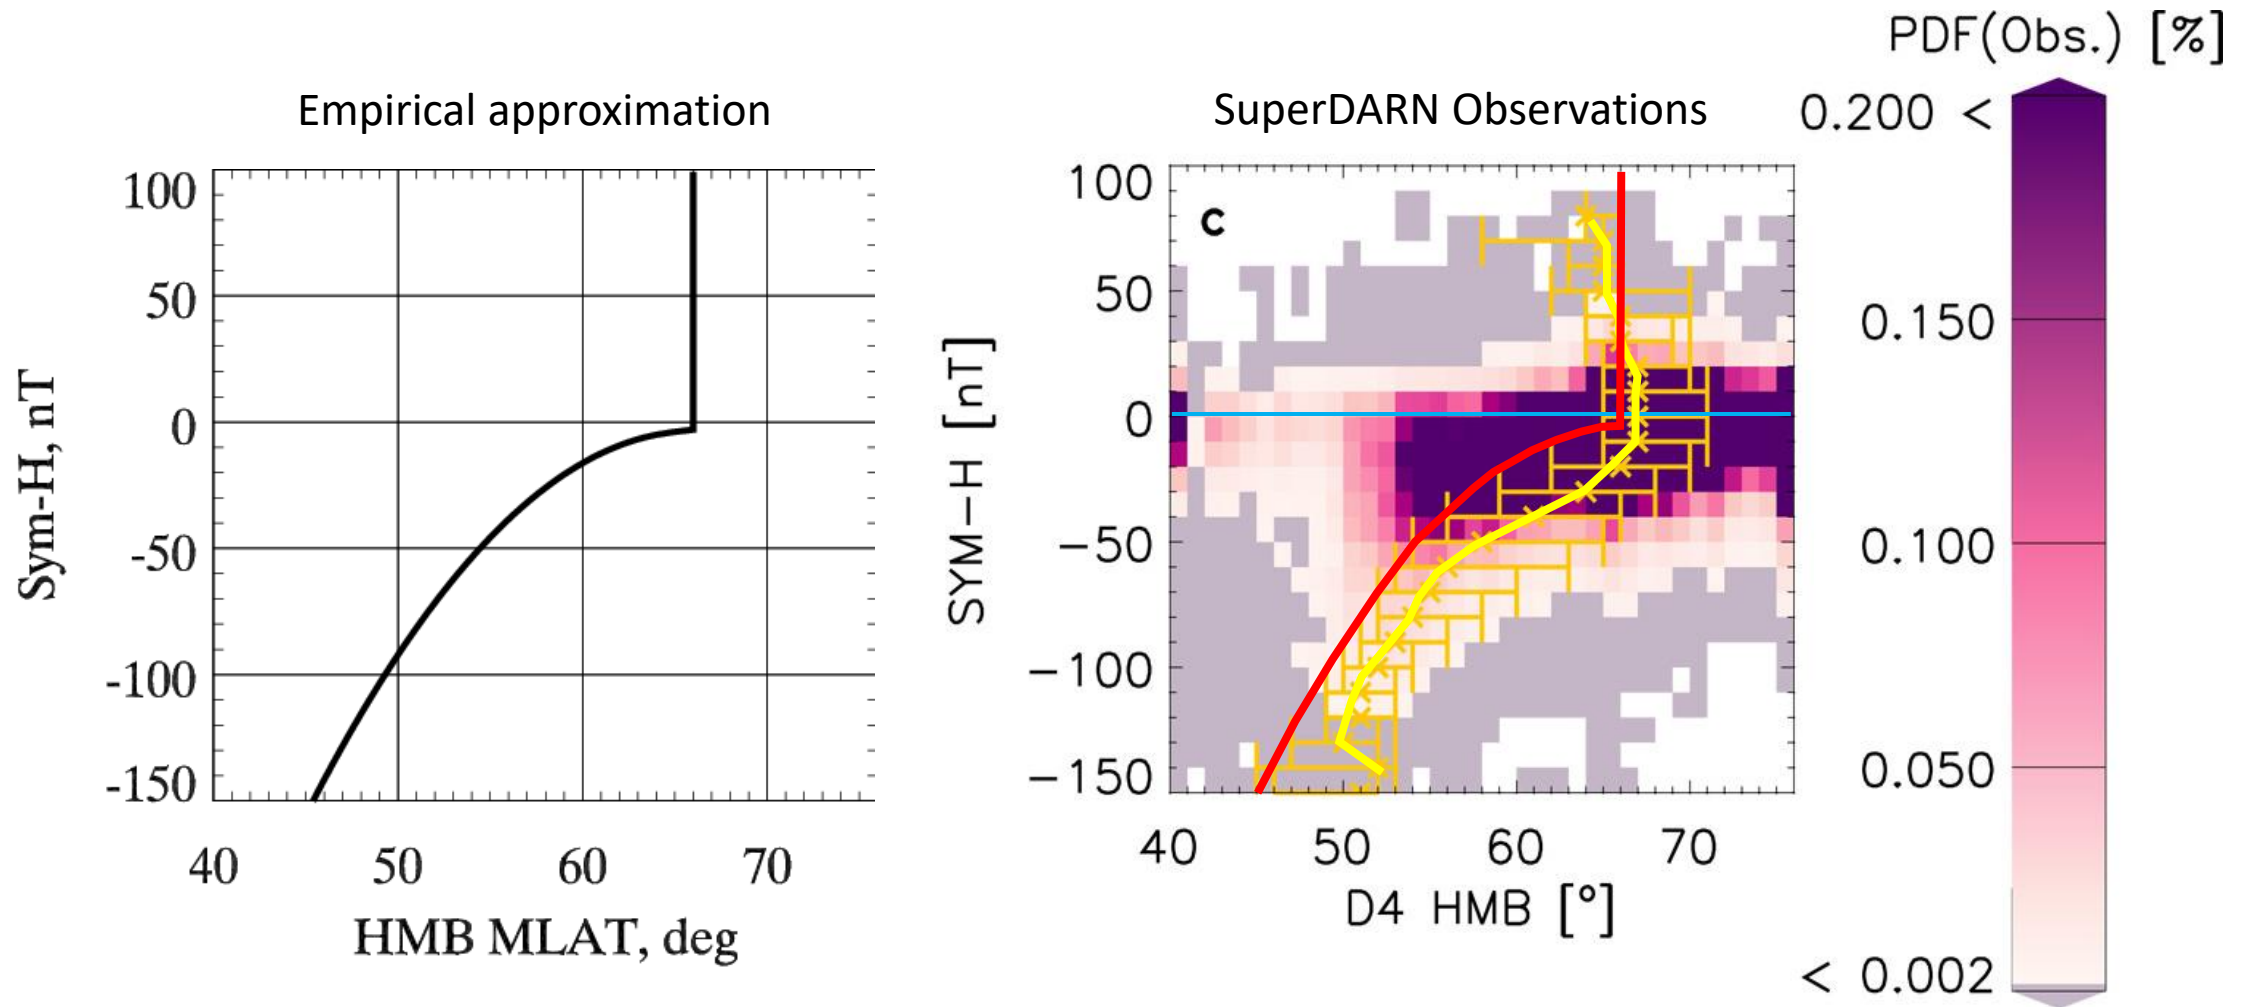 PDF(Obs.) [%]
Empirical approximation
SuperDARN Observations
0.200 <
100
50
0
-50
-100
-150
Sym-H, nT
40 50 60 70
HMB MLAT, deg
c
100
50
0
−50
−100
−150
SYM−H [nT]
40 50 60 70
D4 HMB [°]
0.150
0.100
0.050
< 0.002